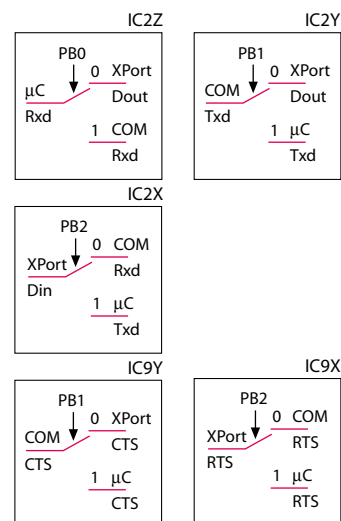 IC2Z
PB0
0 XPort
Dout
μC
Rxd
1 COM
Rxd
IC2Y
PB1
0 XPort
Dout
COM
Txd
1 μC
Txd
IC2X
PB2
0 COM
Rxd
XPort
Din
1 μC
Txd
IC9Y
PB1
0 XPort
CTS
COM
CTS
1 μC
CTS
IC9X
PB2
0 COM
RTS
XPort
RTS
1 μC
RTS